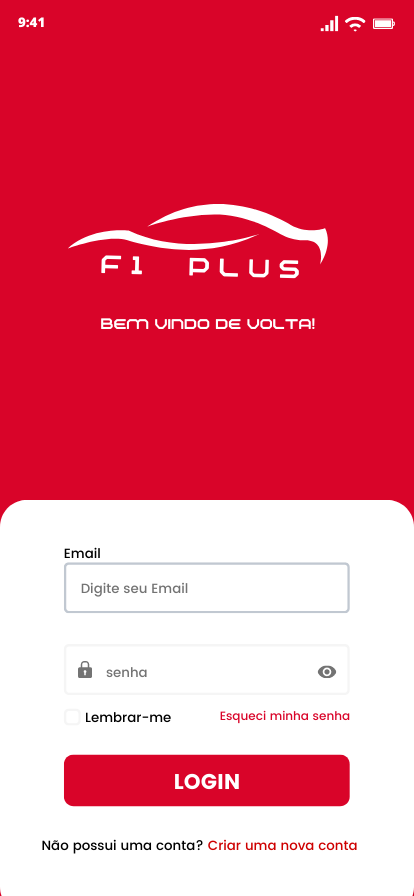 9:41
F1 PLUS
BEM VINDO DE VOLTA!
Email
Digite seu Email
senha
Lembrar-me Esqueci minha senha
LOGIN
Não possui uma conta? Criar uma nova conta